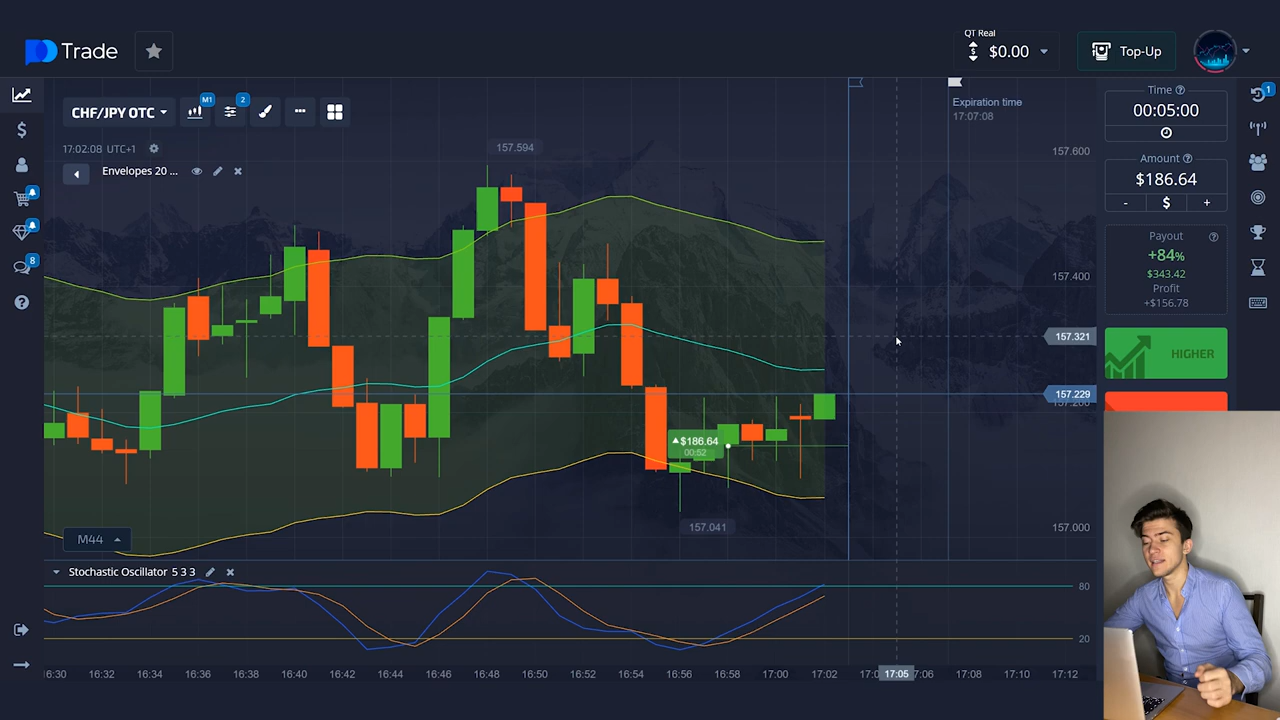 Trade
QT Real
$0.00
Top-Up
CHF/JPY OTC
M1
2
17:02:08 UTC+1
Envelopes 20 ...
157.594
Expiration time
17:07:08
157.600
157.400
157.321
157.229
157.000
▲$186.64
00:52
157.041
M44
Stochastic Oscillator 5 3 3
80
20
16:32
16:34
16:36
16:38
16:40
16:42
16:44
16:46
16:48
16:50
16:52
16:54
16:56
16:58
17:00
17:02
17:05
17:08
17:10
17:12
Time
00:05:00
Amount
$186.64
- $ +
Payout
+84%
$343.42
Profit
+$156.78
HIGHER
8
1